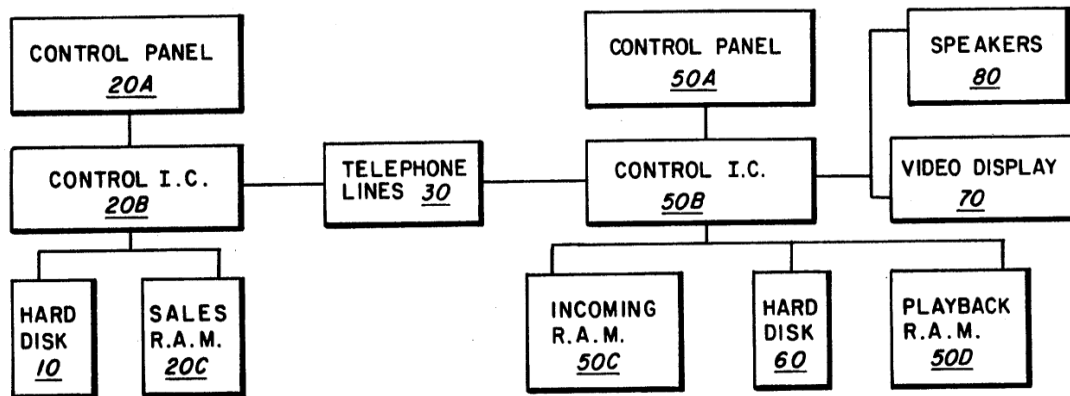 CONTROL PANEL
20A
CONTROL I.C.
20B
HARD
DISK
10
SALES
R.A.M.
20C
TELEPHONE
LINES 30
CONTROL PANEL
50A
CONTROL I.C.
50B
INCOMING
R.A.M.
50C
HARD
DISK
60
PLAYBACK
R.A.M.
50D
SPEAKERS
80
VIDEO DISPLAY
70